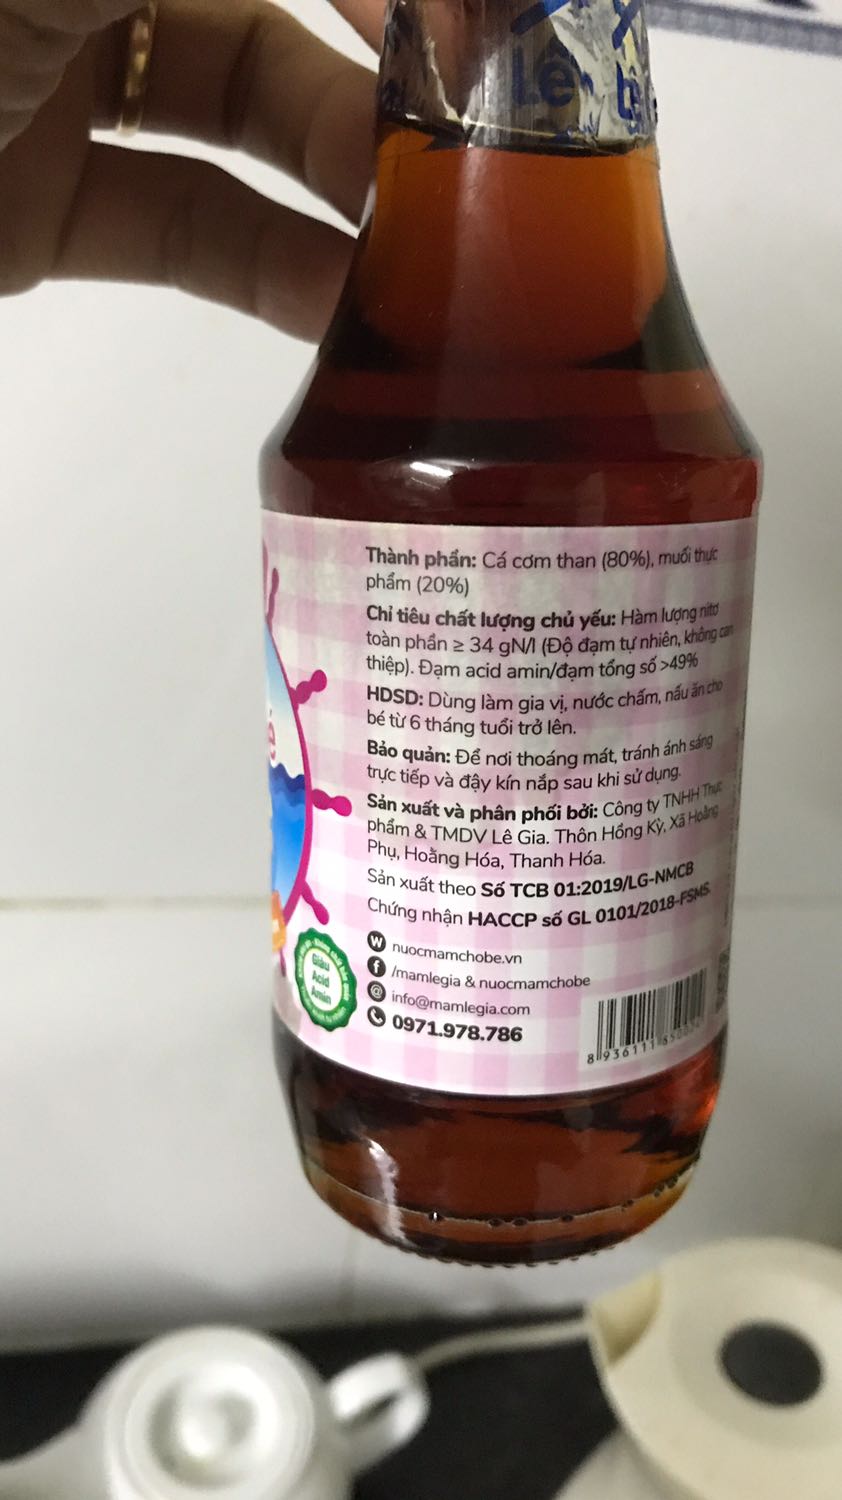 Lê
Thành phần: Cá cơm than (80%), muối thực
phẩm (20%)
Chỉ tiêu chất lượng chủ yếu: Hàm lượng nitơ
toàn phần ≥ 34 gN/l (Độ đạm tự nhiên, không can
thiệp). Đạm acid amin/đạm tổng số >49%
HDSD: Dùng làm gia vị, nước chấm, nấu ăn cho
bé từ 6 tháng tuổi trở lên.
Bảo quản: Để nơi thoáng mát, tránh ánh sáng
trực tiếp và đậy kín nắp sau khi sử dụng.
Sản xuất và phân phối bởi: Công ty TNHH Thực
phẩm & TMDV Lê Gia. Thôn Hồng Kỳ, Xã Hoằng
Phụ, Hoằng Hóa, Thanh Hóa.
Sản xuất theo Số TCB 01:2019/LG-NMCB
Chứng nhận HACCP số GL 0101/2018-FSMS
nuocmamchobe.vn
/mamlegia & nuocmamchobe
info@mamlegia.com
0971.978.786
Giàu
Acid
Amin
8 936111